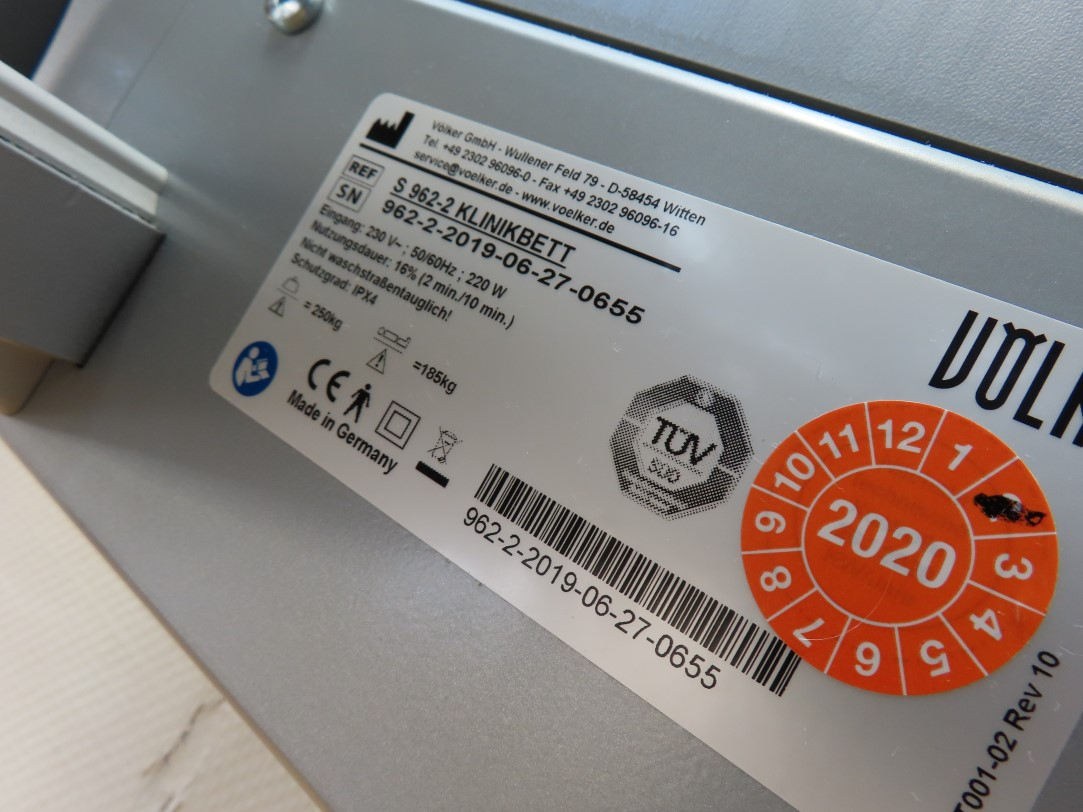 Völker GmbH - Wullener Feld 79 - D-58454 Witten
Tel. +49 2302 96096-0 - Fax +49 2302 96096-16
service@voelker.de - www.voelker.de
REF S 962-2 KLINIKBETT
SN 962-2-2019-06-27-0655
Eingang: 230 V~ ; 50/60Hz ; 220 W
Nutzungsdauer: 16% (2 min./10 min.)
Nicht waschstraßentauglich!
Schutzgrad: IPX4
= 250kg
=185kg
CE
Made in Germany
TÜV
SÜD
962-2-2019-06-27-0655
VÖLK
2020
1
3
4
5
6
7
8
9
10
11
12
T001-02 Rev 10